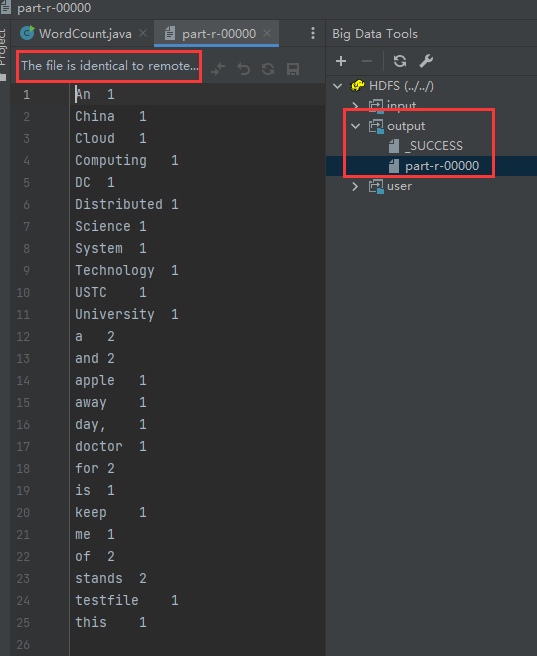 part-r-00000
Project
WordCount.java
part-r-00000
Big Data Tools
The file is identical to remote...
1 An 1
2 China 1
3 Cloud 1
4 Computing 1
5 DC 1
6 Distributed 1
7 Science 1
8 System 1
9 Technology 1
10 USTC 1
11 University 1
12 a 2
13 and 2
14 apple 1
15 away 1
16 day, 1
17 doctor 1
18 for 2
19 is 1
20 keep 1
21 me 1
22 of 2
23 stands 2
24 testfile 1
25 this 1
26
HDFS (../../)
input
output
_SUCCESS
part-r-00000
user